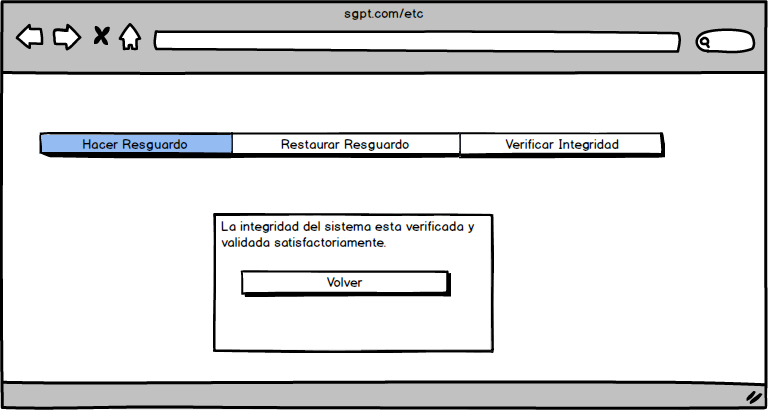 sgpt.com/etc
Hacer Resguardo
Restaurar Resguardo
Verificar Integridad
La integridad del sistema esta verificada y
validada satisfactoriamente.
Volver